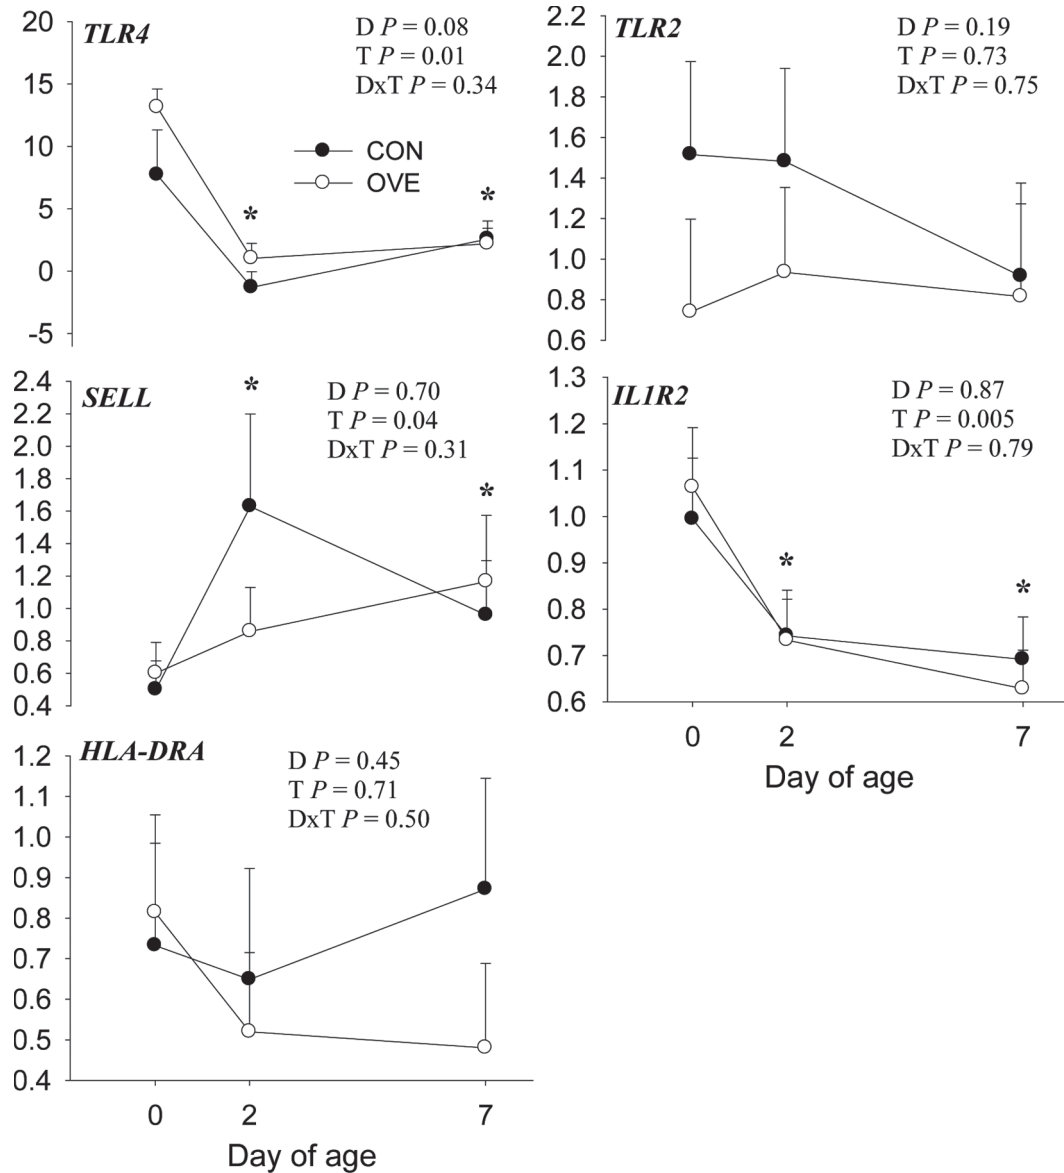 TLR4
D P = 0.08
T P = 0.01
DxT P = 0.34
20
15
10
5
0
-5
CON
OVE
*
*
TLR2
D P = 0.19
T P = 0.73
DxT P = 0.75
2.2
2.0
1.8
1.6
1.4
1.2
1.0
0.8
0.6
SELL
D P = 0.70
T P = 0.04
DxT P = 0.31
2.4
2.2
2.0
1.8
1.6
1.4
1.2
1.0
0.8
0.6
0.4
*
*
IL1R2
D P = 0.87
T P = 0.005
DxT P = 0.79
1.3
1.2
1.1
1.0
0.9
0.8
0.7
0.6
*
*
0 2 7
Day of age
HLA-DRA
D P = 0.45
T P = 0.71
DxT P = 0.50
1.2
1.1
1.0
0.9
0.8
0.7
0.6
0.5
0.4
0 2 7
Day of age